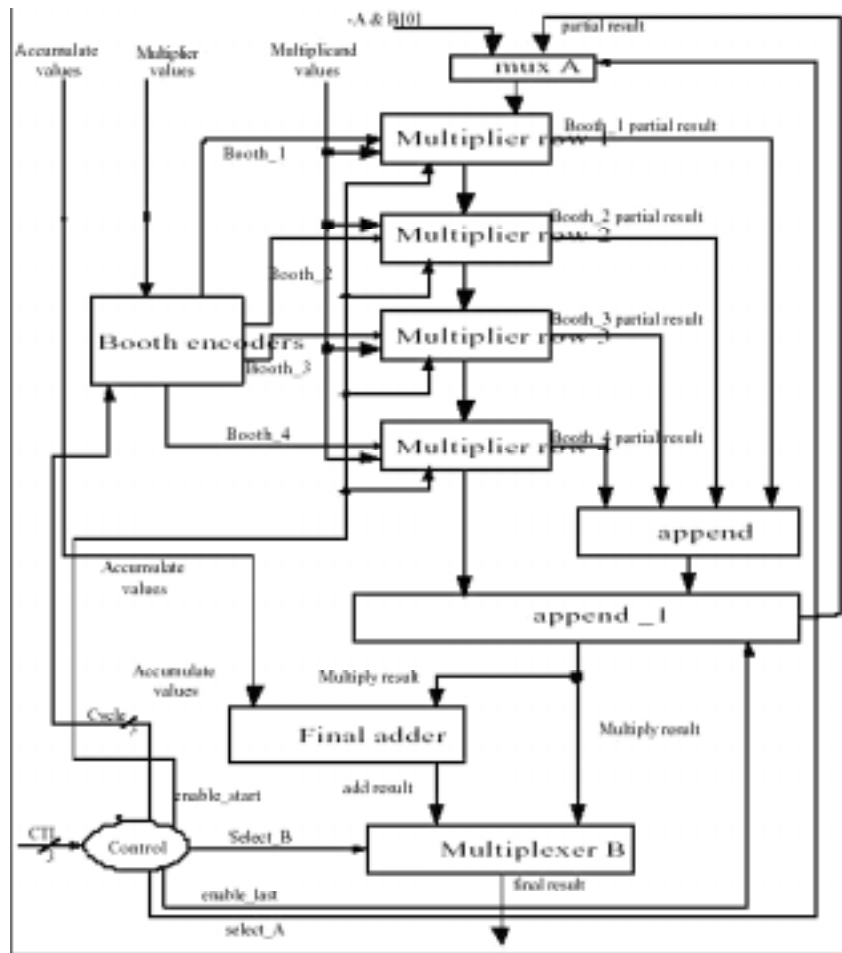 -A & B[0]
partial result
Accumulate
values
Multiplier
values
Multiplicand
values
mux A
Multiplier row 1
Booth_1 partial result
Booth_1
Multiplier row 2
Booth_2 partial result
Booth_2
Multiplier row 3
Booth_3 partial result
Booth encoders
Booth_3
Multiplier row
Booth_4 partial result
Booth_4
append
Accumulate
values
append _1
Accumulate
values
Multiply result
Cycle
Final adder
Multiply result
enable_start
add result
CTL
Control
Select_B
Multiplexer B
enable_last
final result
select_A